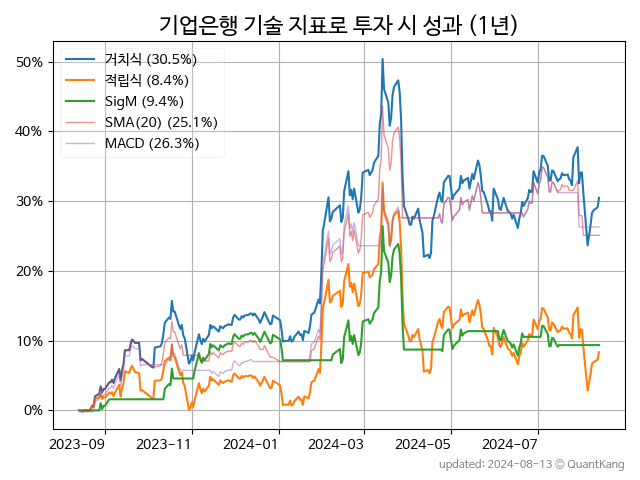 기업은행 기술 지표로 투자 시 성과 (1년)
거치식 (30.5%)
적립식 (8.4%)
SigM (9.4%)
SMA(20) (25.1%)
MACD (26.3%)
50%
40%
30%
20%
10%
0%
2023-09 2023-11 2024-01 2024-03 2024-05 2024-07
updated: 2024-08-13 © QuantKang